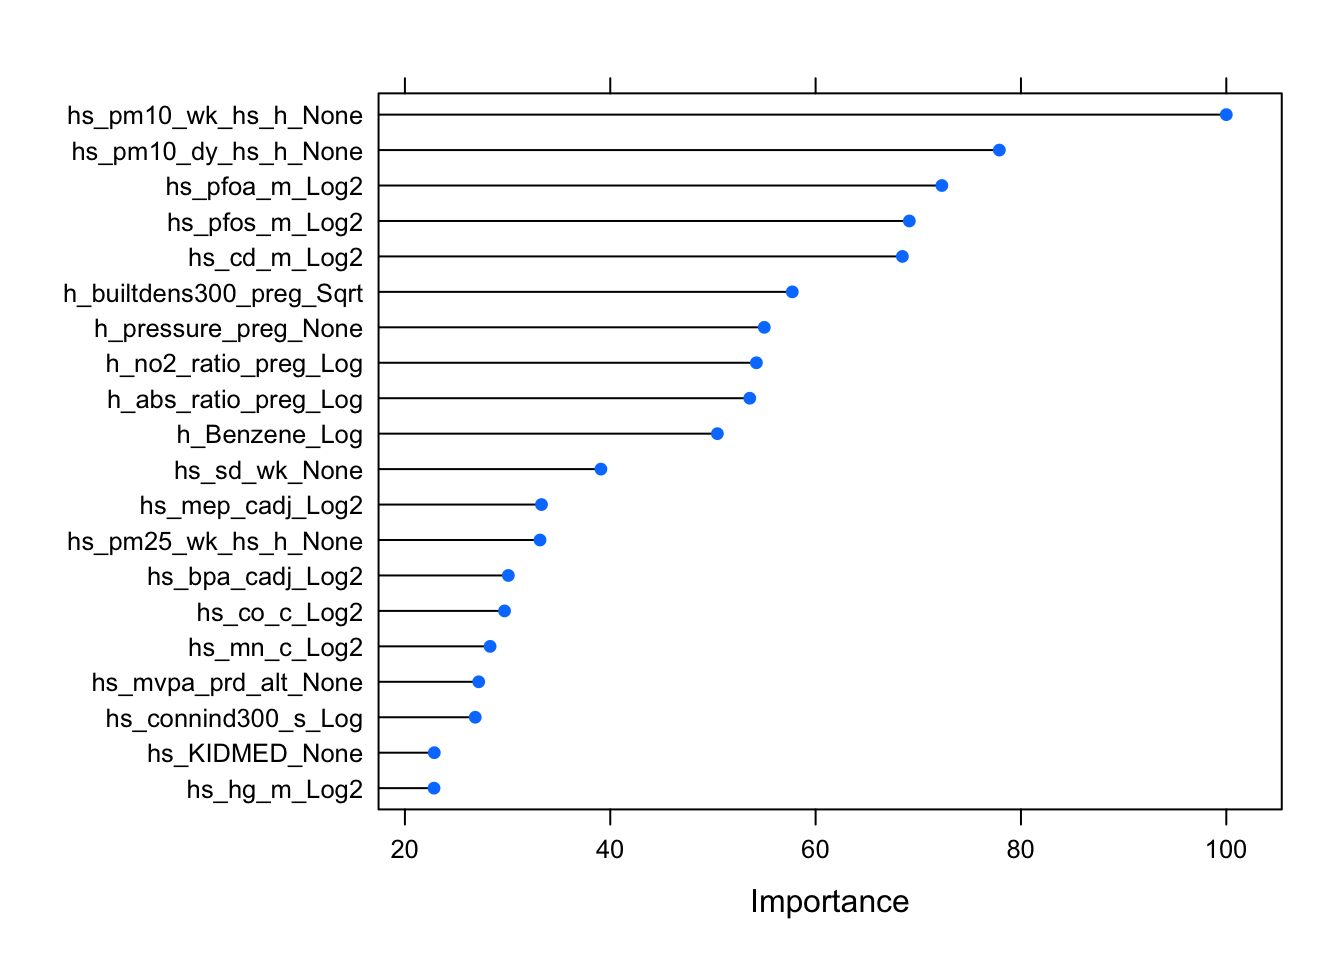 hs_pm10_wk_hs_h_None
hs_pm10_dy_hs_h_None
hs_pfoa_m_Log2
hs_pfos_m_Log2
hs_cd_m_Log2
h_builtdens300_preg_Sqrt
h_pressure_preg_None
h_no2_ratio_preg_Log
h_abs_ratio_preg_Log
h_Benzene_Log
hs_sd_wk_None
hs_mep_cadj_Log2
hs_pm25_wk_hs_h_None
hs_bpa_cadj_Log2
hs_co_c_Log2
hs_mn_c_Log2
hs_mvpa_prd_alt_None
hs_connind300_s_Log
hs_KIDMED_None
hs_hg_m_Log2
20 40 60 80 100
Importance